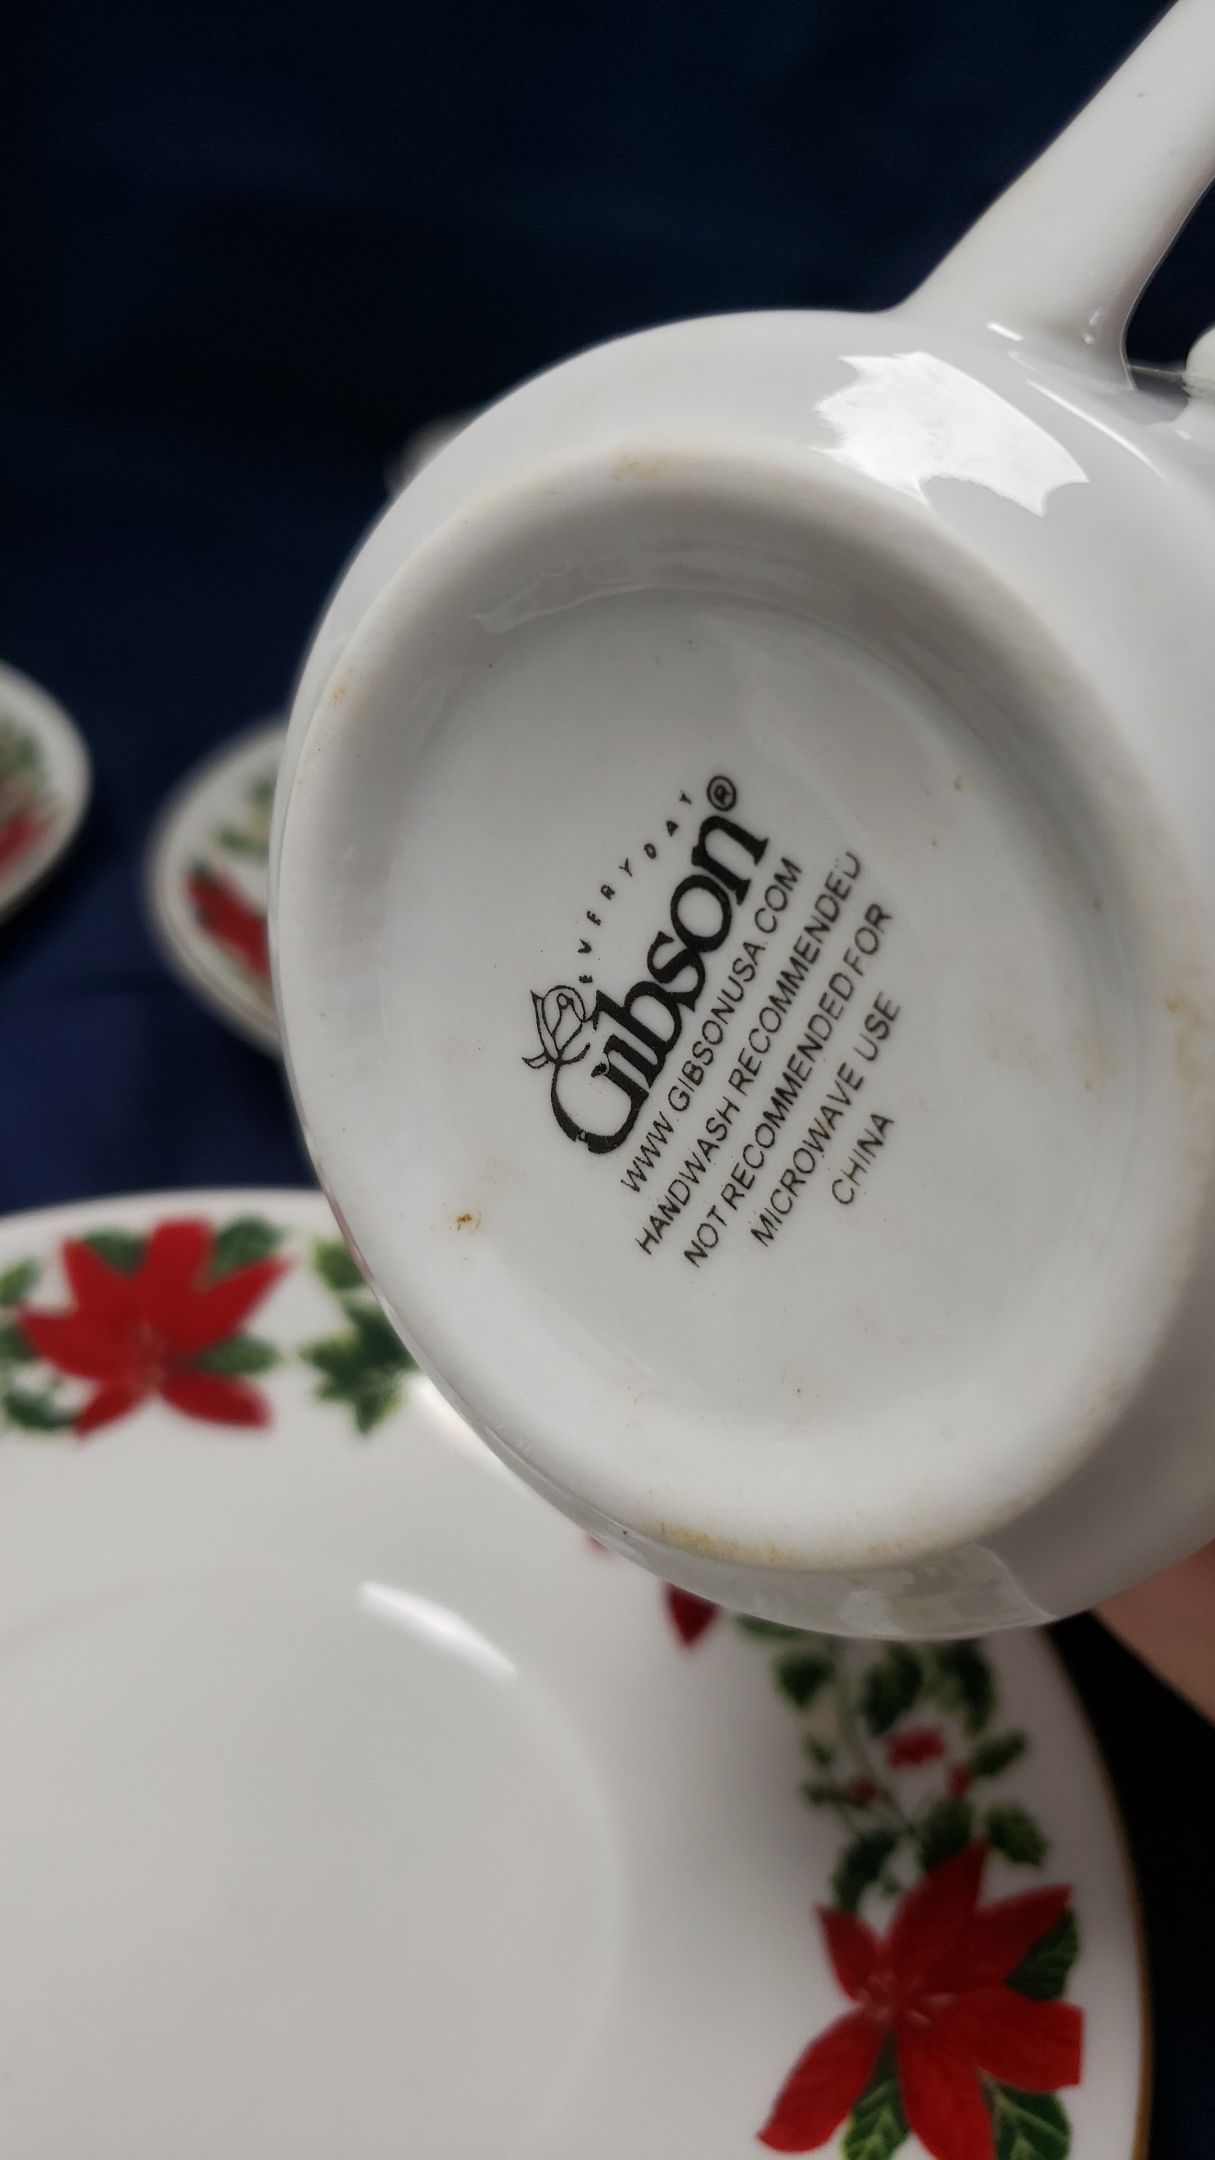 EVERYDAY
Gibson®
WWW.GIBSONUSA.COM
HANDWASH RECOMMENDED
NOT RECOMMENDED FOR
MICROWAVE USE
CHINA